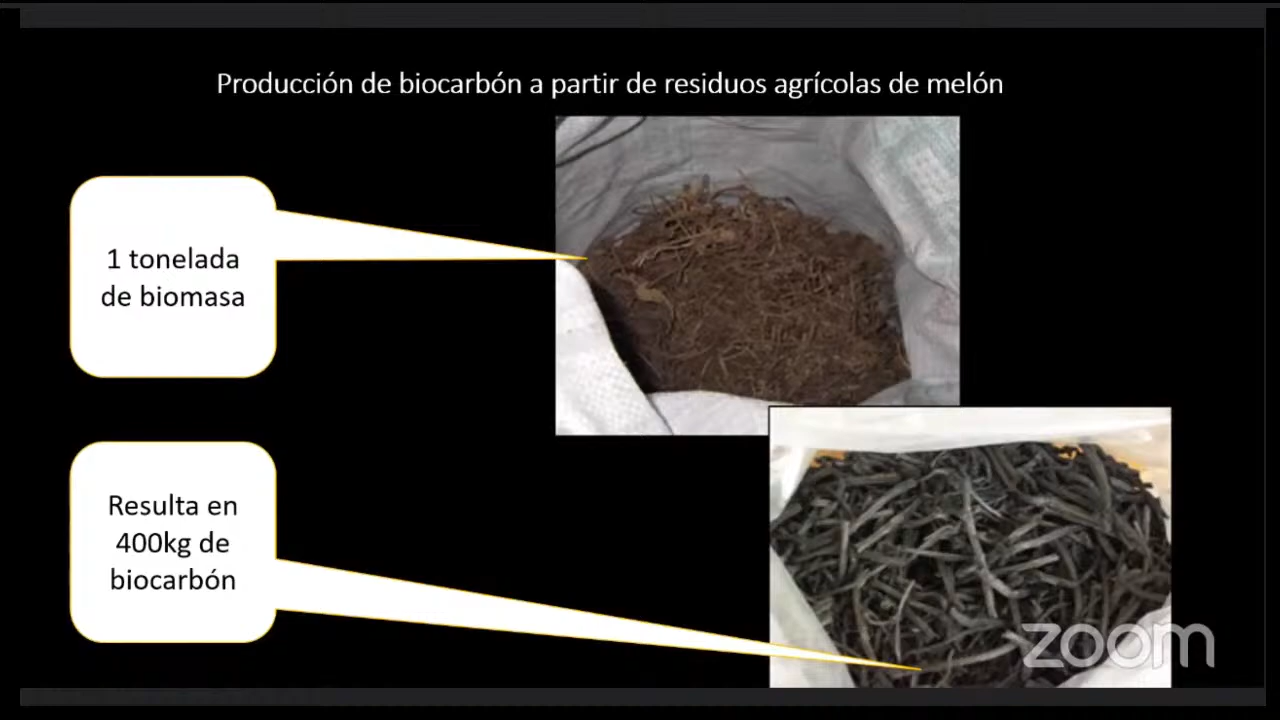 Producción de biocarbón a partir de residuos agrícolas de melón
1 tonelada
de biomasa
Resulta en
400kg de
biocarbón
zoom